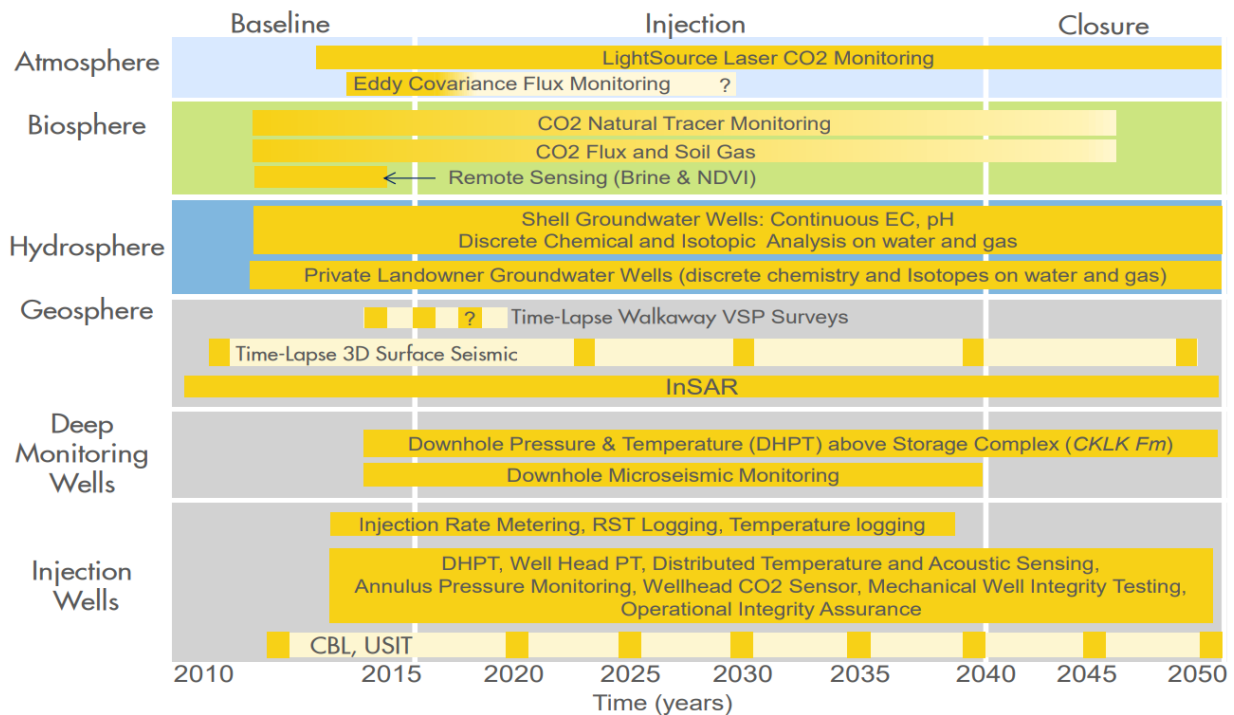 Baseline
Injection
Closure
Atmosphere
LightSource Laser CO2 Monitoring
Eddy Covariance Flux Monitoring ?
Biosphere
CO2 Natural Tracer Monitoring
CO2 Flux and Soil Gas
Remote Sensing (Brine & NDVI)
Hydrosphere
Shell Groundwater Wells: Continuous EC, pH
Discrete Chemical and Isotopic Analysis on water and gas
Private Landowner Groundwater Wells (discrete chemistry and Isotopes on water and gas)
Geosphere
? Time-Lapse Walkaway VSP Surveys
Time-Lapse 3D Surface Seismic
InSAR
Deep
Monitoring
Wells
Downhole Pressure & Temperature (DHPT) above Storage Complex (CKLK Fm)
Downhole Microseismic Monitoring
Injection
Wells
Injection Rate Metering, RST Logging, Temperature logging
DHPT, Well Head PT, Distributed Temperature and Acoustic Sensing,
Annulus Pressure Monitoring, Wellhead CO2 Sensor, Mechanical Well Integrity Testing,
Operational Integrity Assurance
CBL, USIT
2010 2015 2020 2025 2030 2035 2040 2045 2050
Time (years)